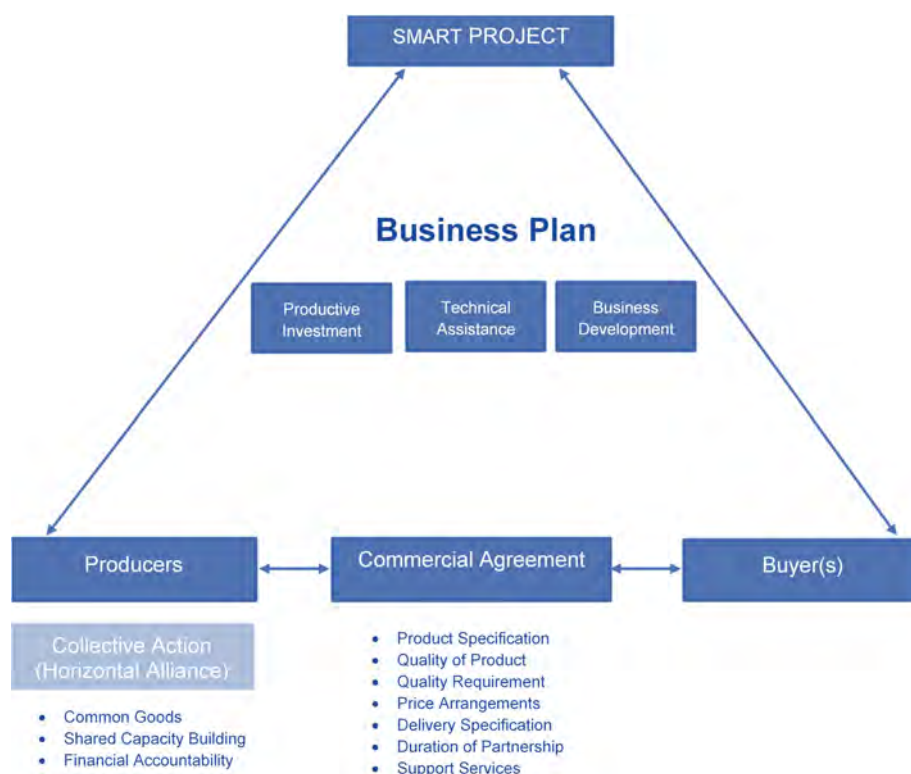 SMART PROJECT
Business Plan
Productive
Investment
Technical
Assistance
Business
Development
Producers
Commercial Agreement
Buyer(s)
Collective Action
(Horizontal Alliance)
• Common Goods
• Shared Capacity Building
• Financial Accountability
• Product Specification
• Quality of Product
• Quality Requirement
• Price Arrangements
• Delivery Specification
• Duration of Partnership
• Support Services